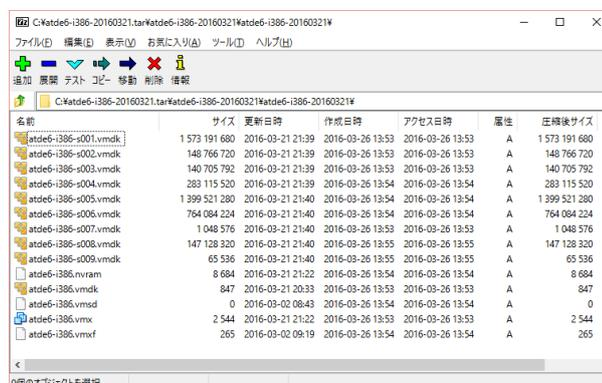 C:¥atde6-i386-20160321.tar¥atde6-i386-20160321¥atde6-i386-20160321¥
ファイル(F) 編集(E) 表示(V) お気に入り(A) ツール(T) ヘルプ(H)
追加 展開 テスト コピー 移動 削除 情報
C:¥atde6-i386-20160321.tar¥atde6-i386-20160321¥atde6-i386-20160321¥
名前 サイズ 更新日時 作成日時 アクセス日時 属性 圧縮後サイズ
atde6-i386-s001.vmdk 1 573 191 680 2016-03-21 21:39 2016-03-26 13:53 2016-03-26 13:53 A 1 573 191 680
atde6-i386-s002.vmdk 148 766 720 2016-03-21 21:39 2016-03-26 13:53 2016-03-26 13:53 A 148 766 720
atde6-i386-s003.vmdk 140 705 792 2016-03-21 21:39 2016-03-26 13:53 2016-03-26 13:53 A 140 705 792
atde6-i386-s004.vmdk 283 115 520 2016-03-21 21:39 2016-03-26 13:54 2016-03-26 13:54 A 283 115 520
atde6-i386-s005.vmdk 1 399 521 280 2016-03-21 21:40 2016-03-26 13:54 2016-03-26 13:54 A 1 399 521 280
atde6-i386-s006.vmdk 764 084 224 2016-03-21 21:40 2016-03-26 13:54 2016-03-26 13:54 A 764 084 224
atde6-i386-s007.vmdk 1 048 576 2016-03-21 21:40 2016-03-26 13:53 2016-03-26 13:53 A 1 048 576
atde6-i386-s008.vmdk 147 128 320 2016-03-21 21:40 2016-03-26 13:55 2016-03-26 13:55 A 147 128 320
atde6-i386-s009.vmdk 65 536 2016-03-21 21:40 2016-03-26 13:55 2016-03-26 13:55 A 65 536
atde6-i386.nvram 8 684 2016-03-21 21:22 2016-03-26 13:54 2016-03-26 13:54 A 8 684
atde6-i386.vmdk 847 2016-03-21 20:33 2016-03-26 13:53 2016-03-26 13:53 A 847
atde6-i386.vmsd 0 2016-03-02 08:43 2016-03-26 13:54 2016-03-26 13:54 A 0
atde6-i386.vmx 2 544 2016-03-21 21:22 2016-03-26 13:53 2016-03-26 13:53 A 2 544
atde6-i386.vmxf 265 2016-03-02 09:19 2016-03-26 13:54 2016-03-26 13:54 A 265
0個のオブジェクトを選択